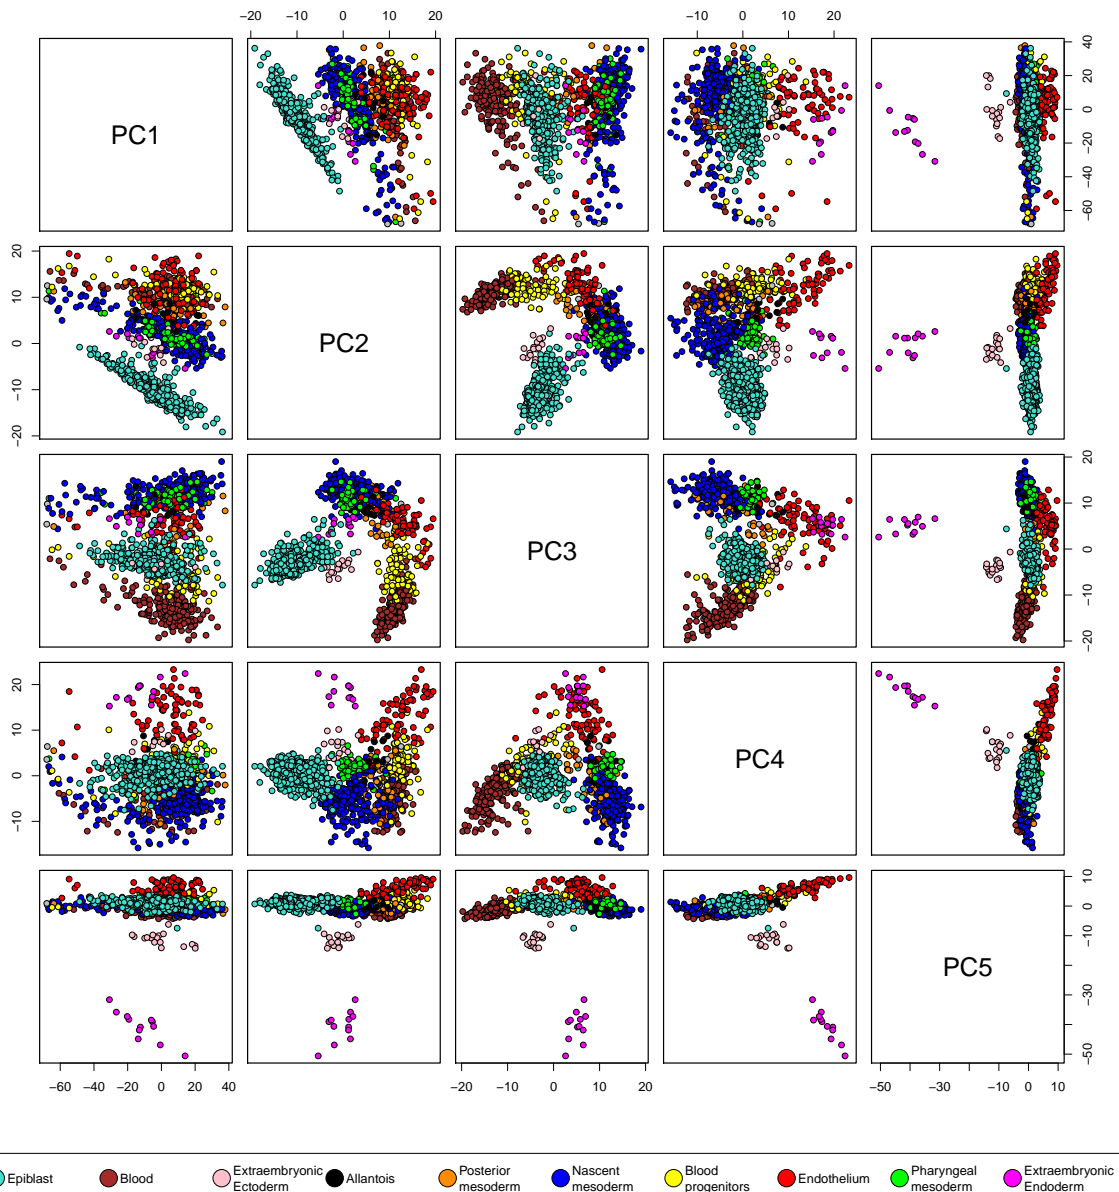 −20 −10 0 10 20
−10 0 10 20
PC1
−60 −40 −20 0 20 40
−20 −10 0 10 20
PC2
PC3
−20 −10 0 10 20
−10 0 10 20
PC4
PC5
−50 −30 −10 0 10
−60 −40 −20 0 20 40
−20 −10 0 10 20
−50 −30 −10 0 10
Epiblast
Blood
Extraembryonic
Ectoderm
Allantois
Posterior
mesoderm
Nascent
mesoderm
Blood
progenitors
Endothelium
Pharyngeal
mesoderm
Extraembryonic
Endoderm